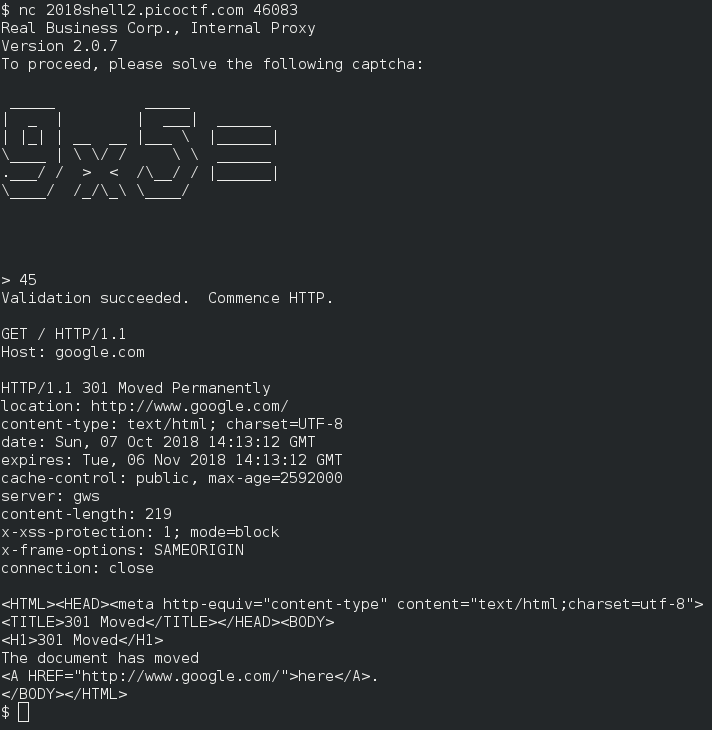 $ nc 2018shell2.picoctf.com 46083
Real Business Corp., Internal Proxy
Version 2.0.7
To proceed, please solve the following captcha:
 _____          _____
|  _  |        |  ___|  ______
| |_| | __  __ |___ \  |______|
\____ | \ \/ /     \ \  ______
.___/ /  >  <  /\__/ / |______|
\____/  /_/\_\ \____/
> 45
Validation succeeded.  Commence HTTP.
GET / HTTP/1.1
Host: google.com
HTTP/1.1 301 Moved Permanently
location: http://www.google.com/
content-type: text/html; charset=UTF-8
date: Sun, 07 Oct 2018 14:13:12 GMT
expires: Tue, 06 Nov 2018 14:13:12 GMT
cache-control: public, max-age=2592000
server: gws
content-length: 219
x-xss-protection: 1; mode=block
x-frame-options: SAMEORIGIN
connection: close
<HTML><HEAD><meta http-equiv="content-type" content="text/html;charset=utf-8">
<TITLE>301 Moved</TITLE></HEAD><BODY>
<H1>301 Moved</H1>
The document has moved
<A HREF="http://www.google.com/">here</A>.
</BODY></HTML>
$